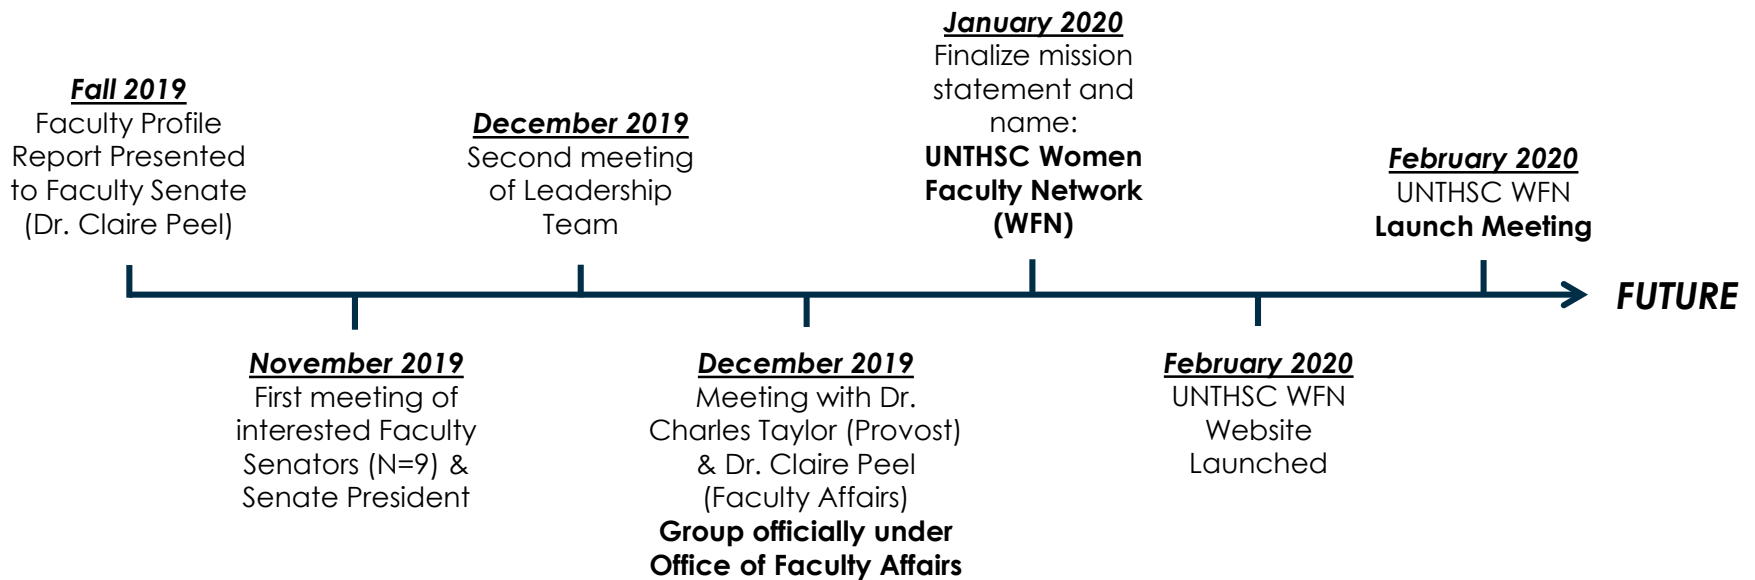 Fall 2019
Faculty Profile
Report Presented
to Faculty Senate
(Dr. Claire Peel)
November 2019
First meeting of
interested Faculty
Senators (N=9) &
Senate President
December 2019
Second meeting
of Leadership
Team
December 2019
Meeting with Dr.
Charles Taylor (Provost)
& Dr. Claire Peel
(Faculty Affairs)
Group officially under
Office of Faculty Affairs
January 2020
Finalize mission
statement and
name:
UNTHSC Women
Faculty Network
(WFN)
February 2020
UNTHSC WFN
Website
Launched
February 2020
UNTHSC WFN
Launch Meeting
FUTURE